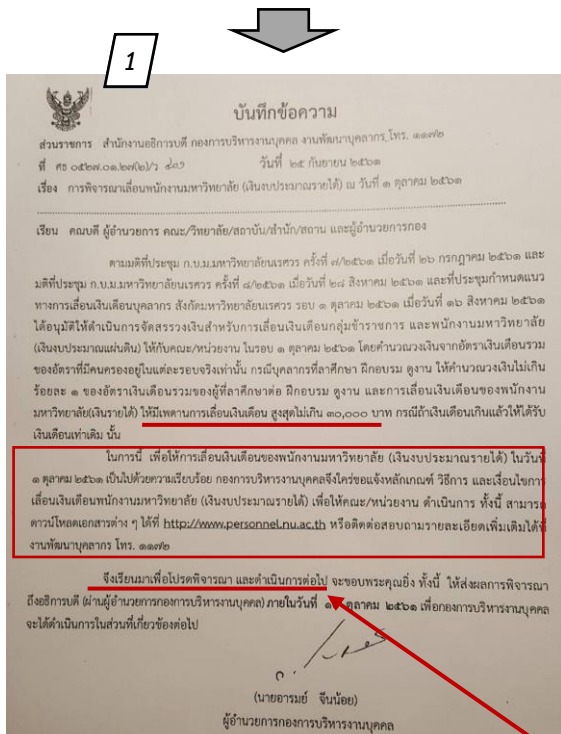 1
บันทึกข้อความ
ส่วนราชการ สำนักงานอธิการบดี กองการบริหารงานบุคคล งานพัฒนาบุคลากร โทร. ๑๑๗๒
ที่ ศธ ๐๕๒๗.๐๑.๒๗(๒)/ว วันที่ ๒๕ กันยายน ๒๕๖๑
เรื่อง การพิจารณาเลื่อนพนักงานมหาวิทยาลัย (เงินงบประมาณรายได้) ณ วันที่ ๑ ตุลาคม ๒๕๖๑
เรียน คณบดี ผู้อำนวยการ คณะ/วิทยาลัย/สถาบัน/สำนัก/สถาน และผู้อำนวยการกอง
ตามมติที่ประชุม ก.บ.ม.มหาวิทยาลัยนเรศวร ครั้งที่ ๗/๒๕๖๑ เมื่อวันที่ ๒๖ กรกฎาคม ๒๕๖๑ และ
มติที่ประชุม ก.บ.ม.มหาวิทยาลัยนเรศวร ครั้งที่ ๘/๒๕๖๑ เมื่อวันที่ ๒๘ สิงหาคม ๒๕๖๑ และที่ประชุมกำหนดแนว
ทางการเลื่อนเงินเดือนบุคลากร สังกัดมหาวิทยาลัยนเรศวร รอบ ๑ ตุลาคม ๒๕๖๑ เมื่อวันที่ ๑๖ สิงหาคม ๒๕๖๑
ได้อนุมัติให้ดำเนินการจัดสรรวงเงินสำหรับการเลื่อนเงินเดือนกลุ่มข้าราชการ และพนักงานมหาวิทยาลัย
(เงินงบประมาณแผ่นดิน) ให้กับคณะ/หน่วยงาน ในรอบ ๑ ตุลาคม ๒๕๖๑ โดยคำนวณวงเงินจากอัตราเงินเดือนรวม
ของอัตราที่มีคนครองอยู่ในแต่ละรอบจริงเท่านั้น กรณีบุคลากรที่ลาศึกษา ฝึกอบรม ดูงาน ให้คำนวณวงเงินไม่เกิน
ร้อยละ ๑ ของอัตราเงินเดือนรวมของผู้ที่ลาศึกษาต่อ ฝึกอบรม ดูงาน และการเลื่อนเงินเดือนของพนักงาน
มหาวิทยาลัย(เงินรายได้) ให้มีเพดานการเลื่อนเงินเดือน สูงสุดไม่เกิน ๓๐,๐๐๐ บาท กรณีถ้าเงินเดือนเกินแล้วให้ได้รับ
เงินเดือนเท่าเดิม นั้น
ในการนี้ เพื่อให้การเลื่อนเงินเดือนของพนักงานมหาวิทยาลัย (เงินงบประมาณรายได้) ในวันที่
๑ ตุลาคม ๒๕๖๑ เป็นไปด้วยความเรียบร้อย กองการบริหารงานบุคคลจึงใคร่ขอแจ้งหลักเกณฑ์ วิธีการ และเงื่อนไขการ
เลื่อนเงินเดือนพนักงานมหาวิทยาลัย (เงินงบประมาณรายได้) เพื่อให้คณะ/หน่วยงาน ดำเนินการ ทั้งนี้ สามารถ
ดาวน์โหลดเอกสารต่าง ๆ ได้ที่ http://www.personnel.nu.ac.th หรือติดต่อสอบถามรายละเอียดเพิ่มเติมได้ที่
งานพัฒนาบุคลากร โทร. ๑๑๗๒
จึงเรียนมาเพื่อโปรดพิจารณา และดำเนินการต่อไป จะขอบพระคุณยิ่ง ทั้งนี้ ให้ส่งผลการพิจารณา
ถึงอธิการบดี (ผ่านผู้อำนวยการกองการบริหารงานบุคคล) ภายในวันที่ ตุลาคม ๒๕๖๑ เพื่อกองการบริหารงานบุคคล
จะได้ดำเนินการในส่วนที่เกี่ยวข้องต่อไป
(นายอารมย์ จีนน้อย)
ผู้อำนวยการกองการบริหารงานบุคคล